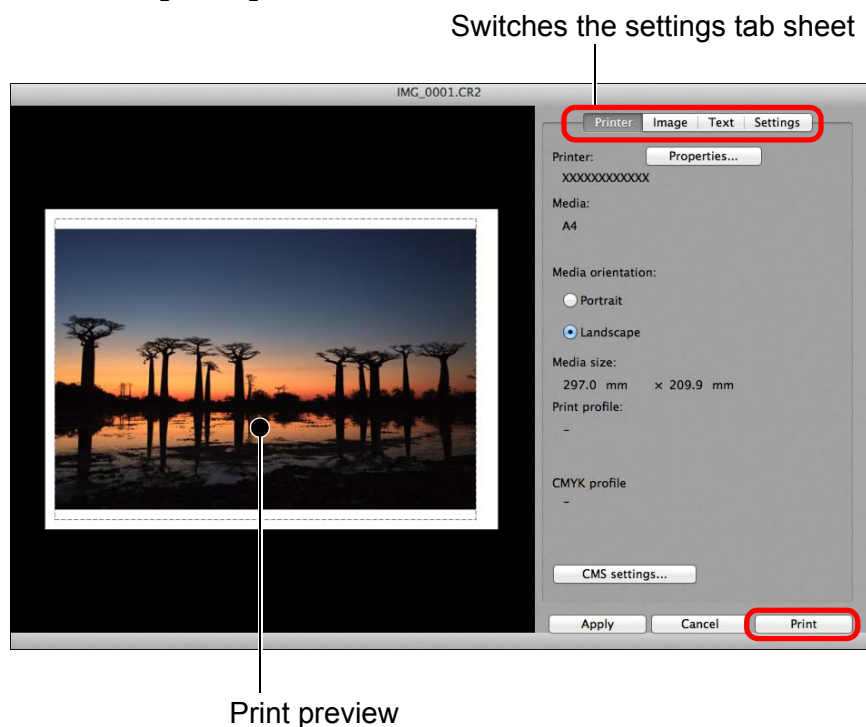 Switches the settings tab sheet
IMG_0001.CR2
Printer Image Text Settings
Printer: Properties...
XXXXXXXXXXXX
Media:
A4
Media orientation:
Portrait
Landscape
Media size:
297.0 mm × 209.9 mm
Print profile:
–
CMYK profile
–
CMS settings...
Apply Cancel Print
Print preview